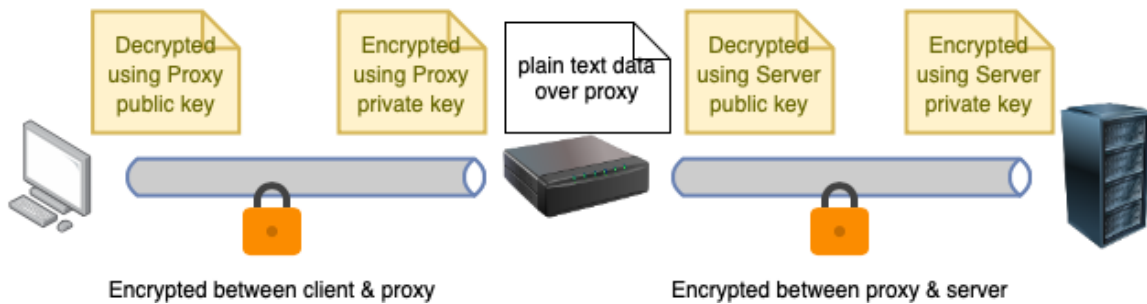 Decrypted
using Proxy
public key
Encrypted
using Proxy
private key
plain text data
over proxy
Decrypted
using Server
public key
Encrypted
using Server
private key
Encrypted between client & proxy
Encrypted between proxy & server